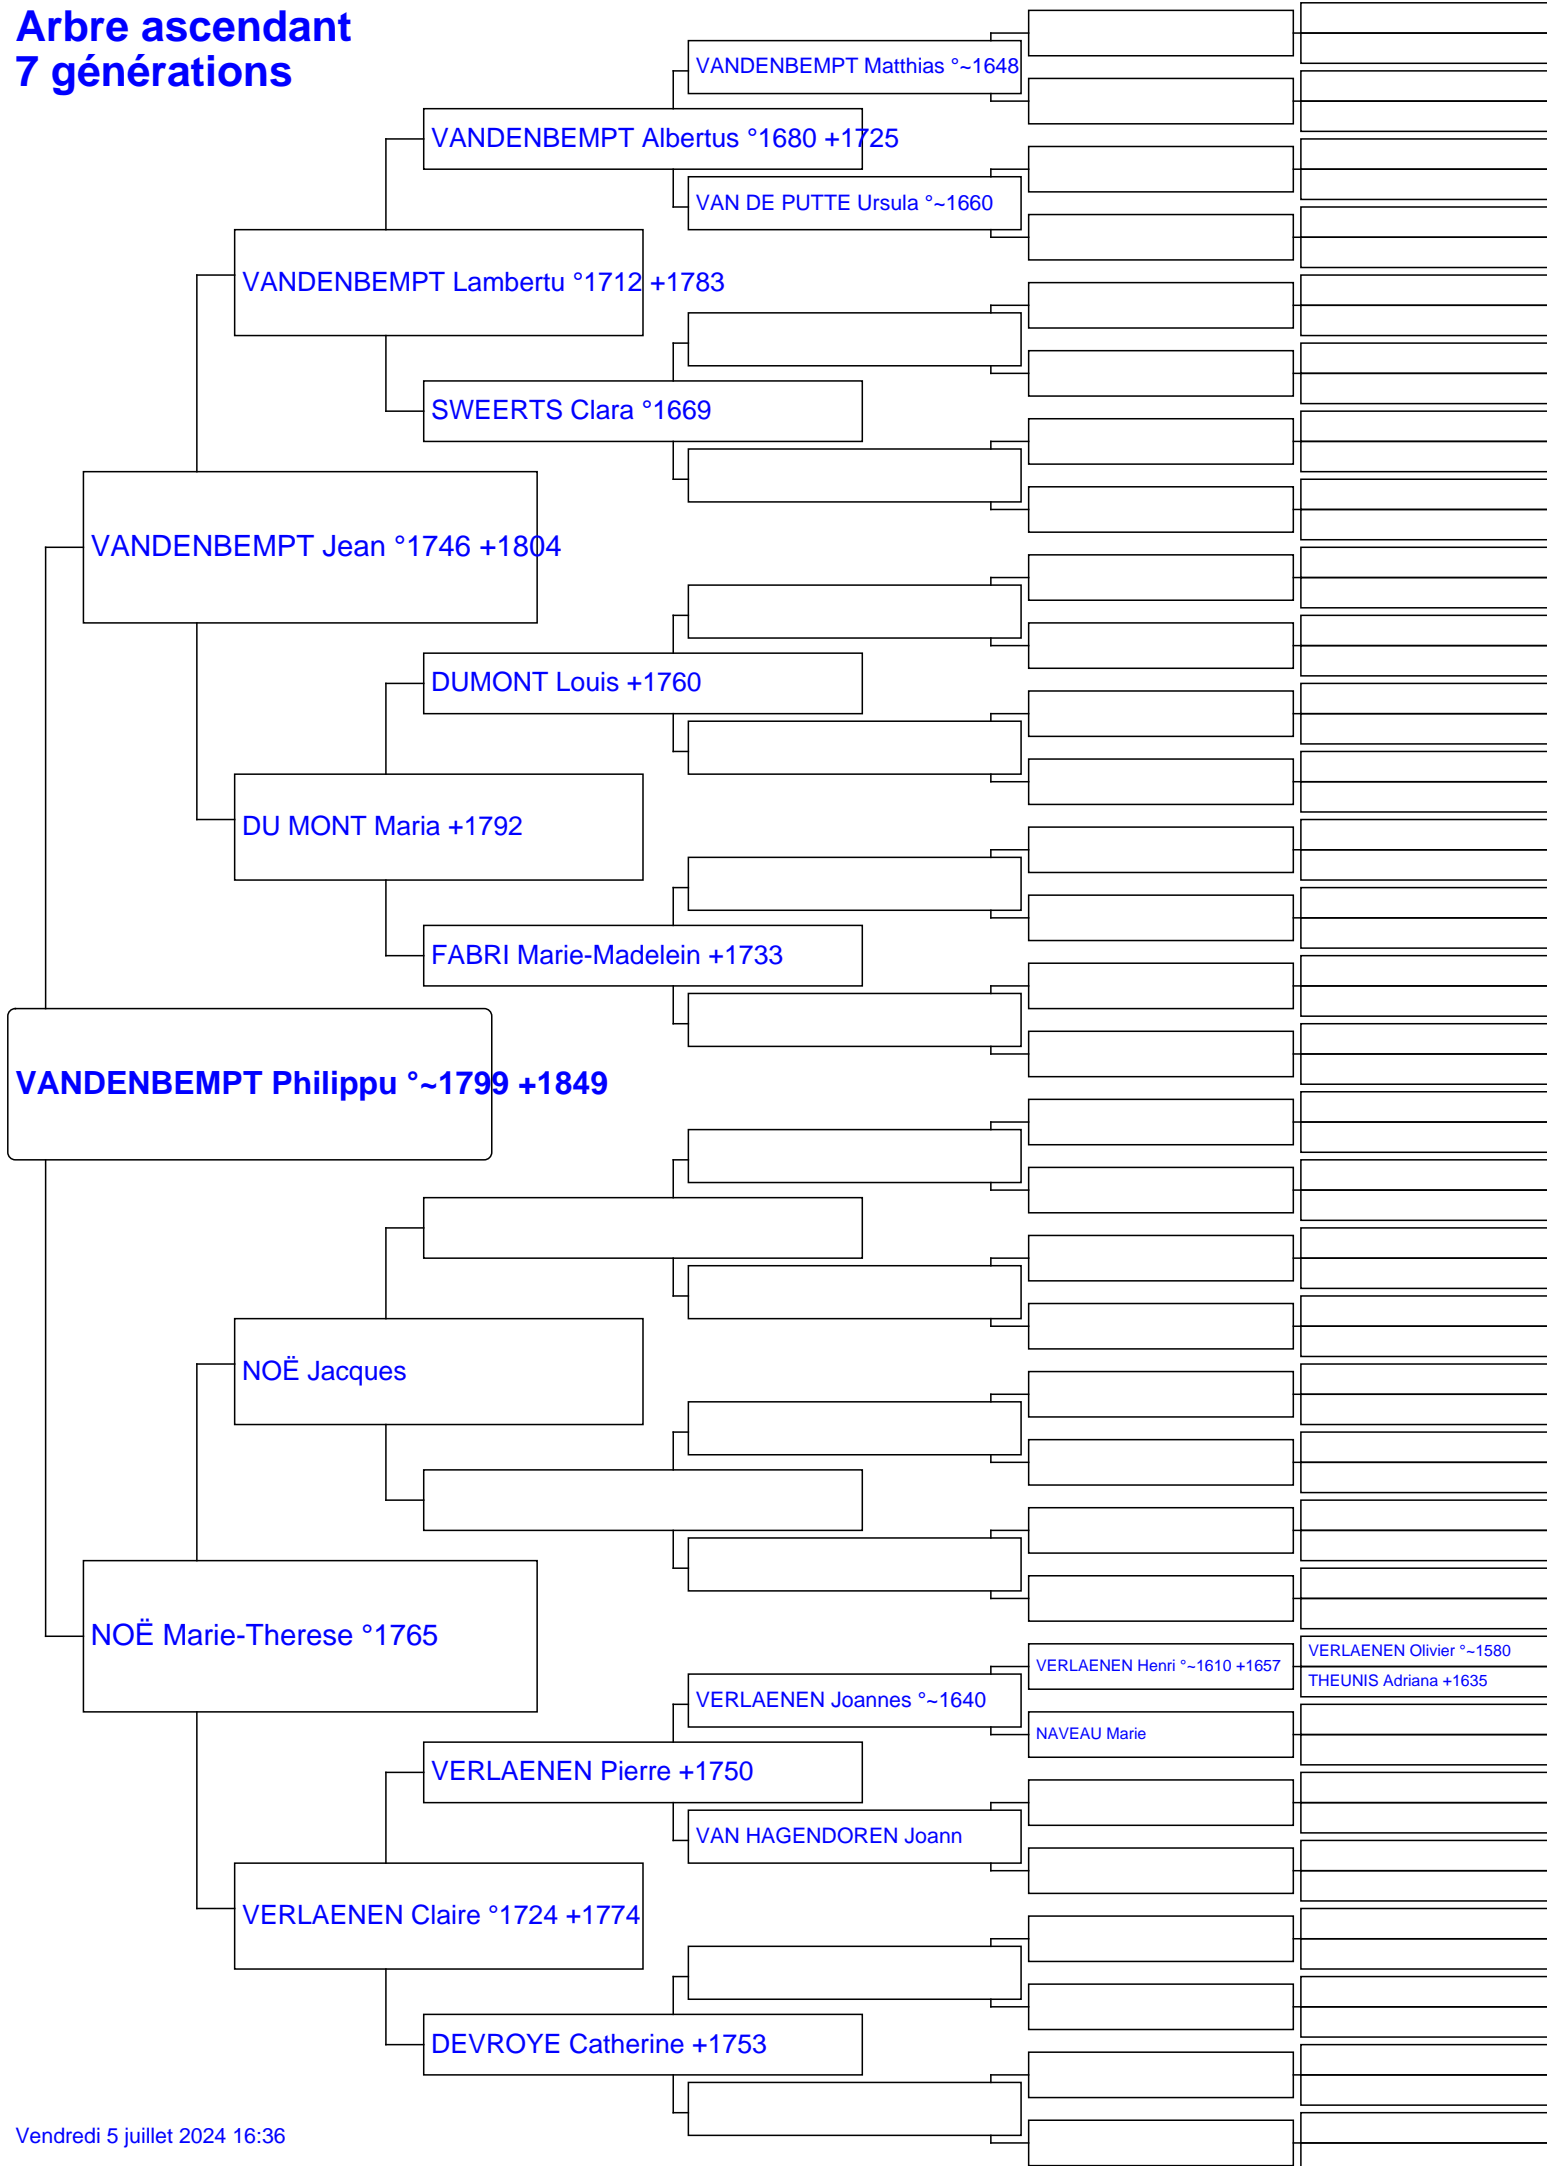 Arbre ascendant
7 générations
VANDENBEMPT Matthias °~1648
VANDENBEMPT Albertus °1680 +1725
VAN DE PUTTE Ursula °~1660
VANDENBEMPT Lambertu °1712 +1783
SWEERTS Clara °1669
VANDENBEMPT Jean °1746 +1804
DUMONT Louis +1760
DU MONT Maria +1792
FABRI Marie-Madelein +1733
VANDENBEMPT Philippu °~1799 +1849
NOË Jacques
NOË Marie-Therese °1765
VERLAENEN Olivier °~1580
VERLAENEN Henri °~1610 +1657
THEUNIS Adriana +1635
VERLAENEN Joannes °~1640
NAVEAU Marie
VERLAENEN Pierre +1750
VAN HAGENDOREN Joann
VERLAENEN Claire °1724 +1774
DEVROYE Catherine +1753
Vendredi 5 juillet 2024 16:36